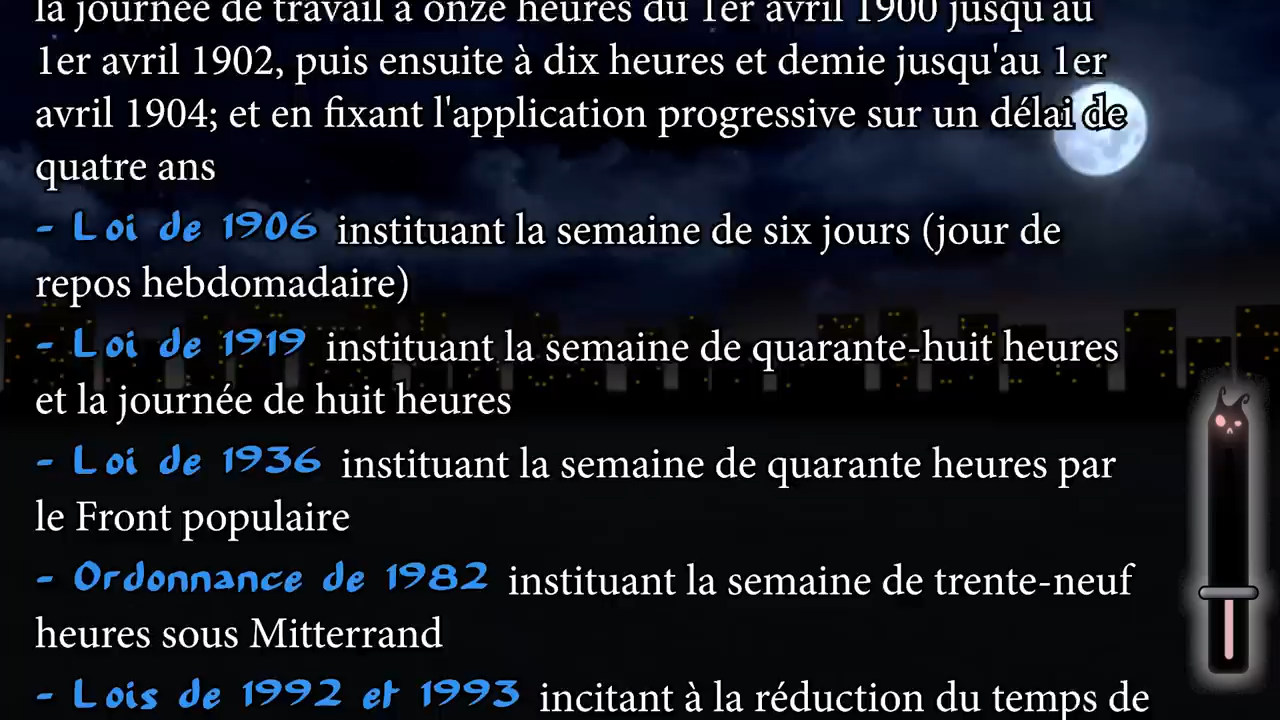 la journée de travail à onze heures du 1er avril 1900 jusqu'au
1er avril 1902, puis ensuite à dix heures et demie jusqu'au 1er
avril 1904; et en fixant l'application progressive sur un délai de
quatre ans
- Loi de 1906 instituant la semaine de six jours (jour de
repos hebdomadaire)
- Loi de 1919 instituant la semaine de quarante-huit heures
et la journée de huit heures
- Loi de 1936 instituant la semaine de quarante heures par
le Front populaire
- Ordonnance de 1982 instituant la semaine de trente-neuf
heures sous Mitterrand
- Lois de 1992 et 1993 incitant à la réduction du temps de